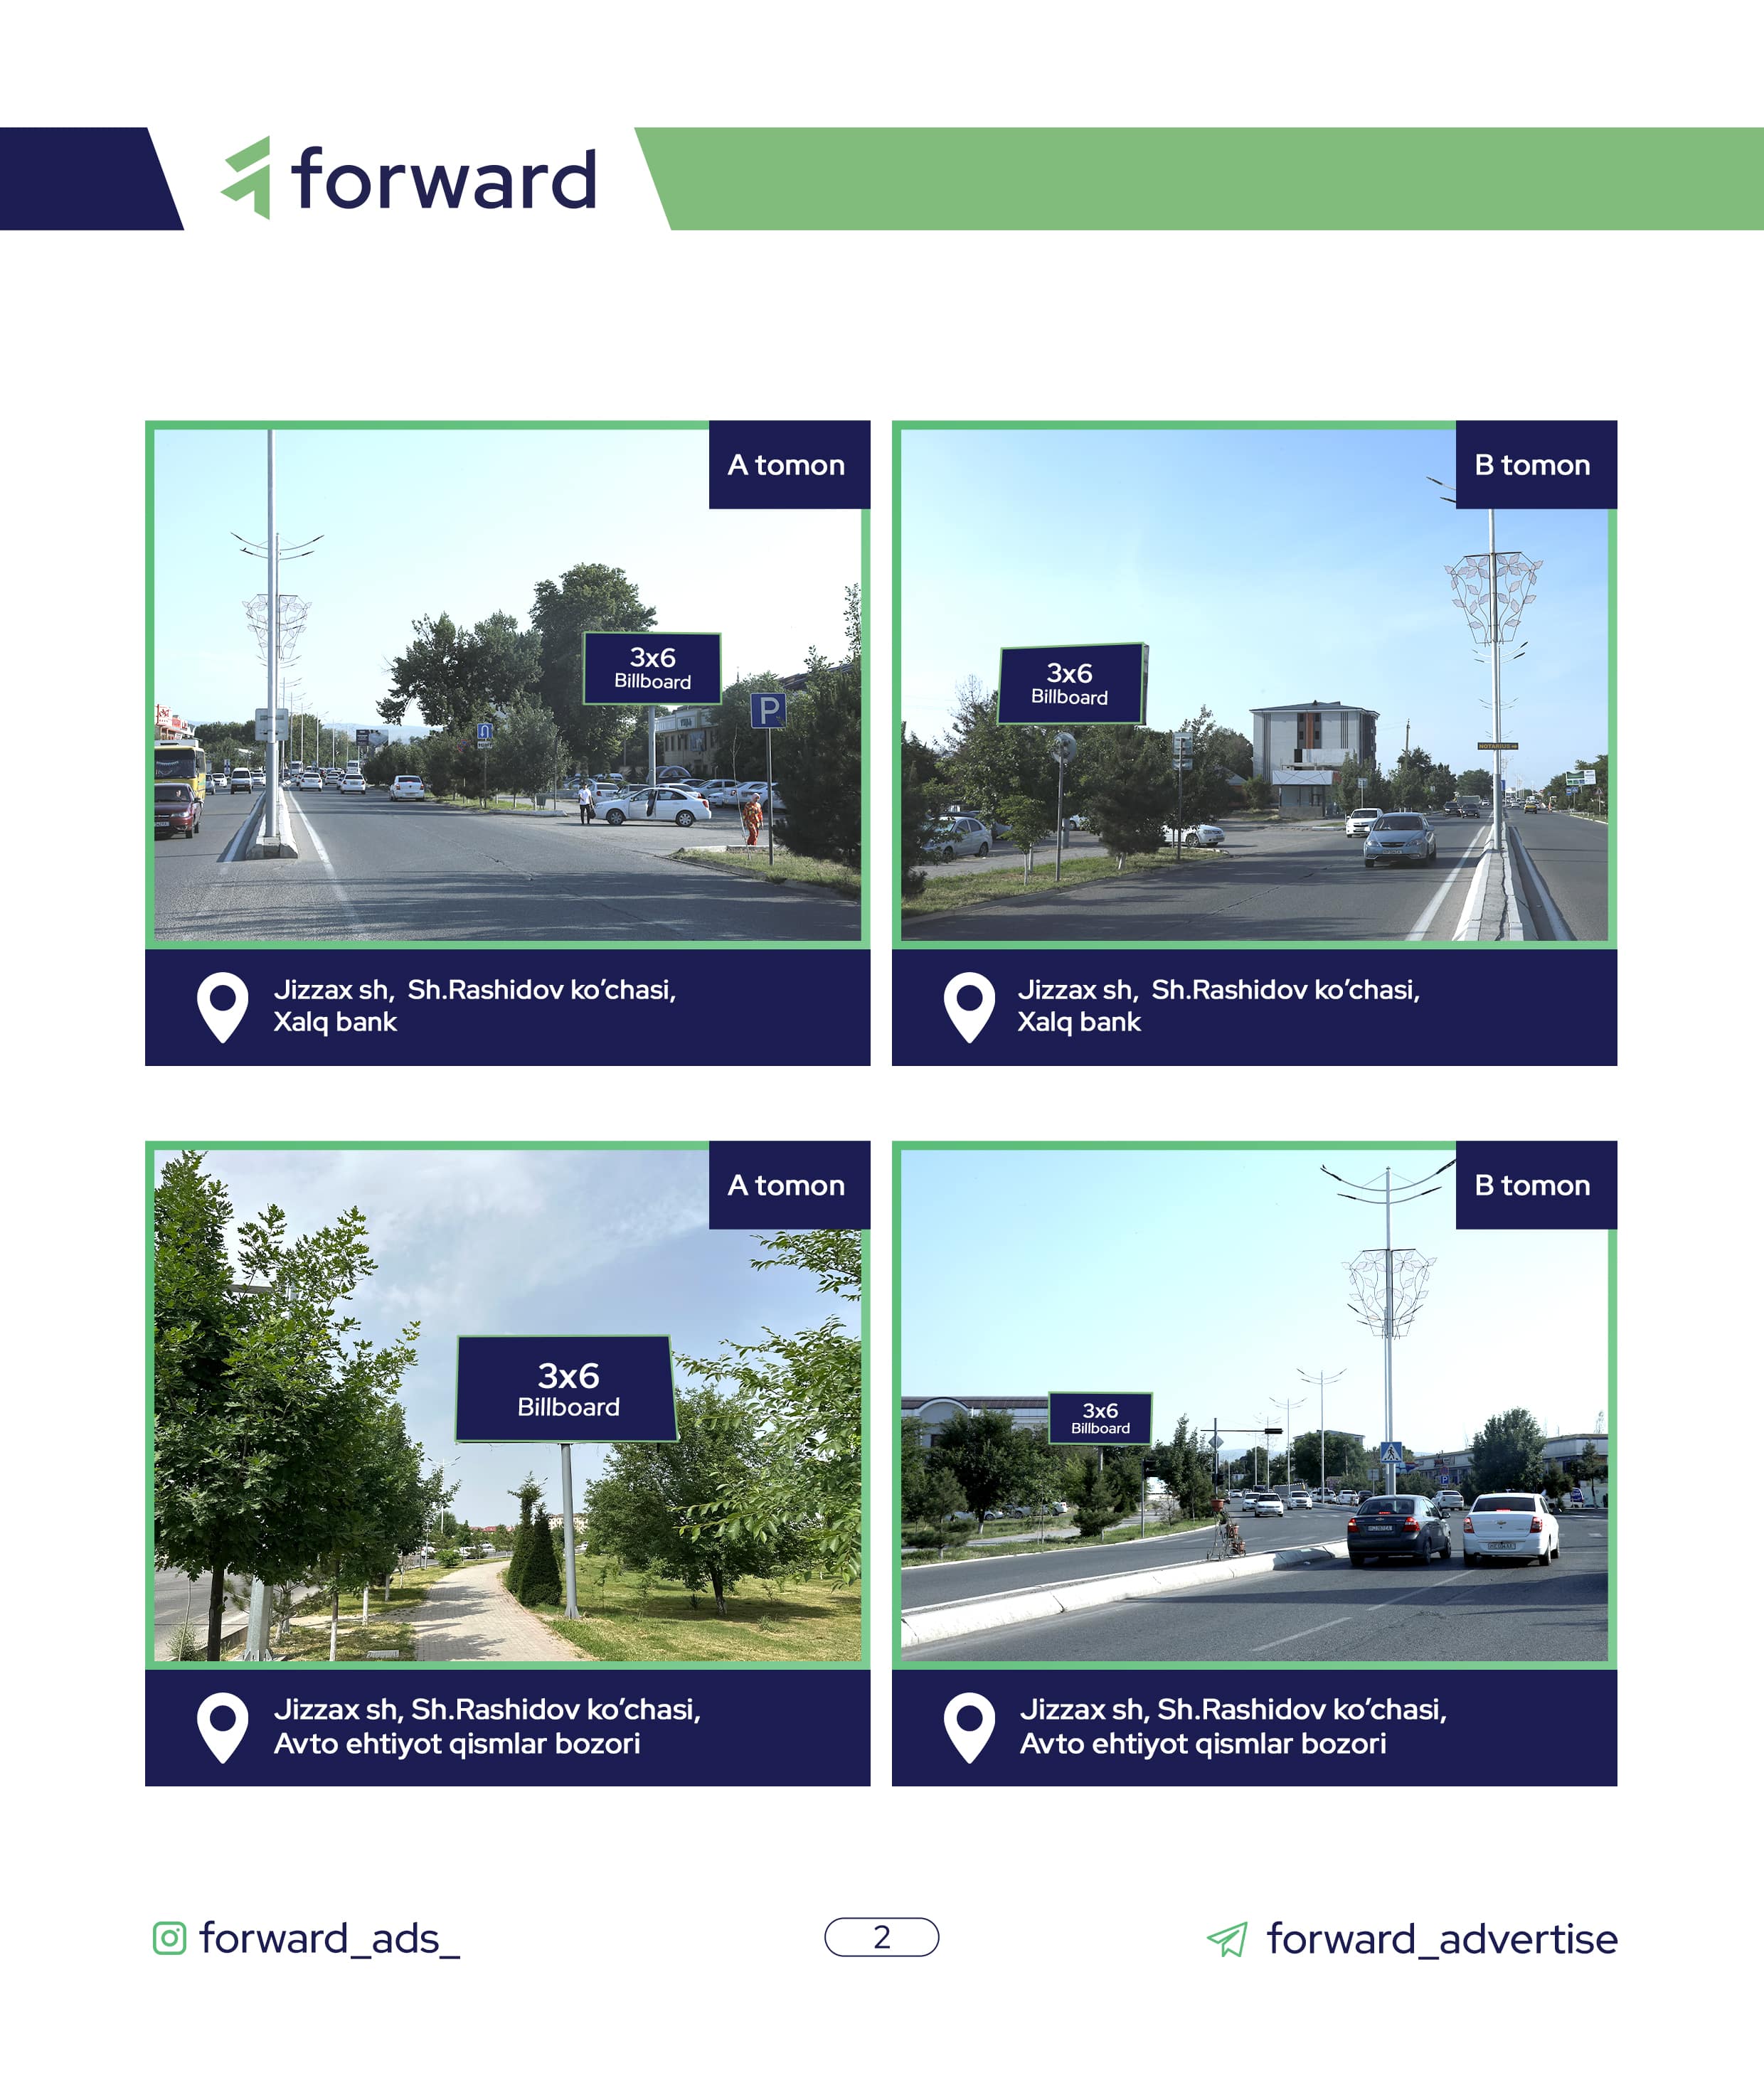 forward
A tomon
3x6
Billboard
P
Jizzax sh, Sh.Rashidov ko‘chasi,
Xalq bank
B tomon
3x6
Billboard
NOTARIUS
Jizzax sh, Sh.Rashidov ko‘chasi,
Xalq bank
A tomon
3x6
Billboard
Jizzax sh, Sh.Rashidov ko‘chasi,
Avto ehtiyot qismlar bozori
B tomon
3x6
Billboard
P
Jizzax sh, Sh.Rashidov ko‘chasi,
Avto ehtiyot qismlar bozori
forward_ads_
2
forward_advertise